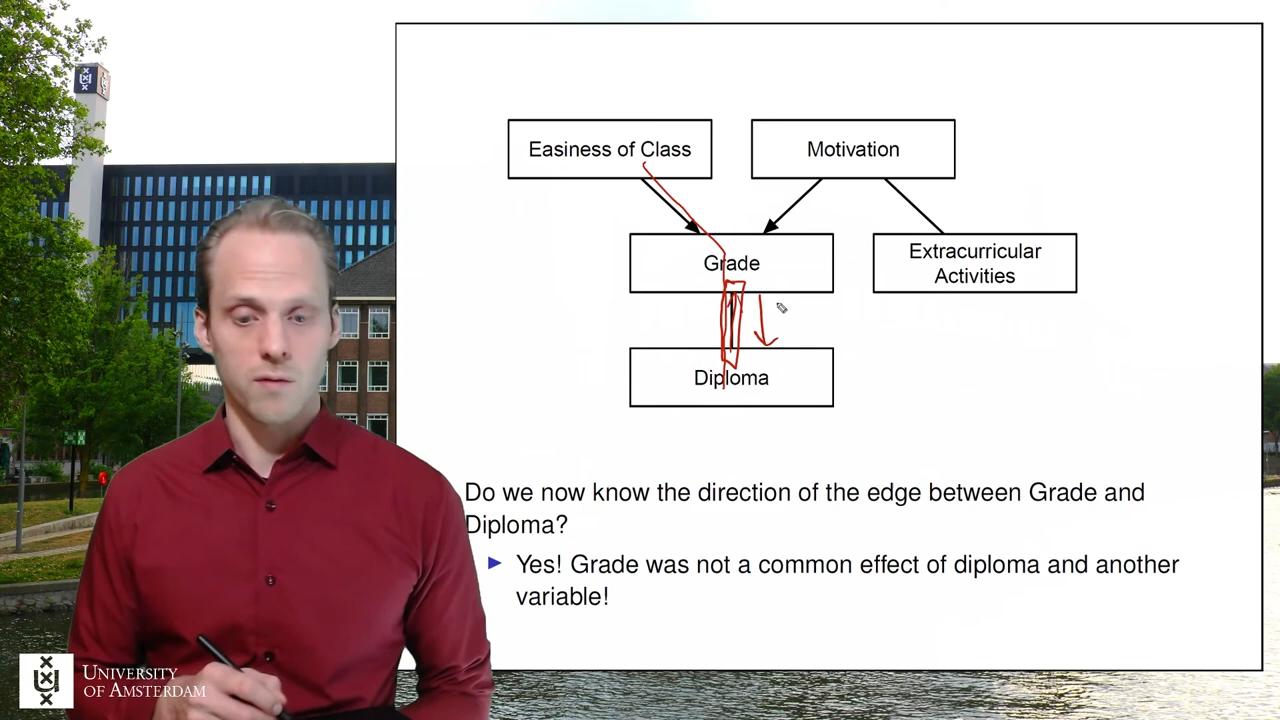 Easiness of Class
Motivation
Grade
Extracurricular
Activities
Diploma
Do we now know the direction of the edge between Grade and
Diploma?
Yes! Grade was not a common effect of diploma and another
variable!
UNIVERSITY
OF AMSTERDAM